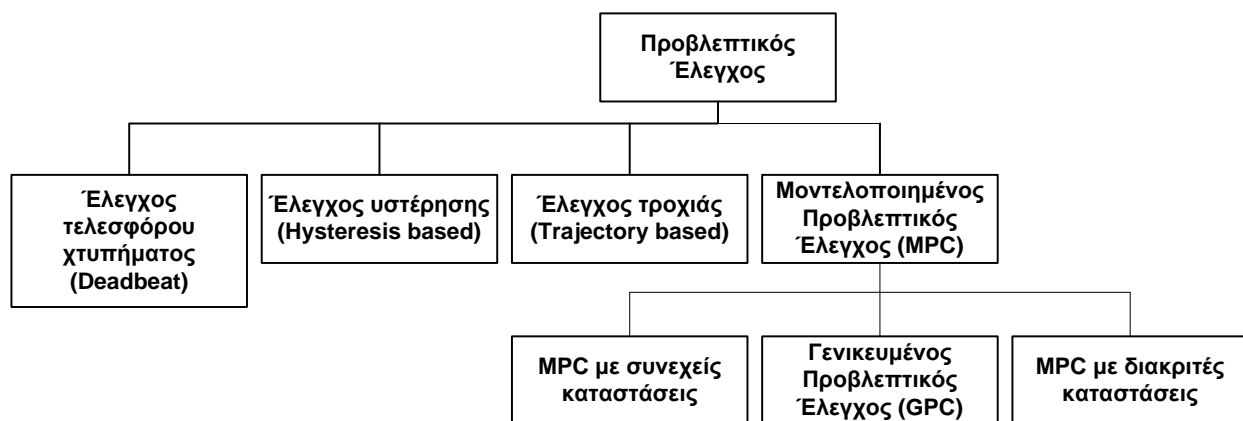 Προβλεπτικός
Έλεγχος
Έλεγχος
τελεσφόρου
χτυπήματος
(Deadbeat)
Έλεγχος υστέρησης
(Hysteresis based)
Έλεγχος τροχιάς
(Trajectory based)
Μοντελοποιημένος
Προβλεπτικός
Έλεγχος (MPC)
MPC με συνεχείς
καταστάσεις
Γενικευμένος
Προβλεπτικός
Έλεγχος (GPC)
MPC με διακριτές
καταστάσεις